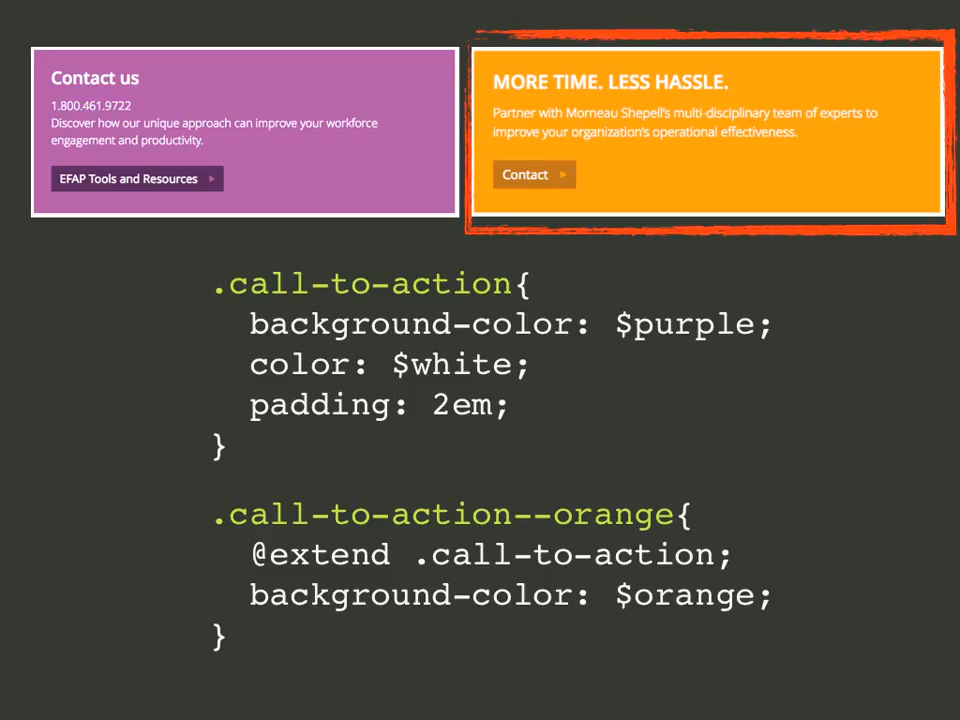 Contact us
1.800.461.9722
Discover how our unique approach can improve your workforce
engagement and productivity.
EFAP Tools and Resources
MORE TIME. LESS HASSLE.
Partner with Morneau Shepell's multi-disciplinary team of experts to
improve your organization's operational effectiveness.
Contact
.call-to-action{
  background-color: $purple;
  color: $white;
  padding: 2em;
}
.call-to-action--orange{
  @extend .call-to-action;
  background-color: $orange;
}